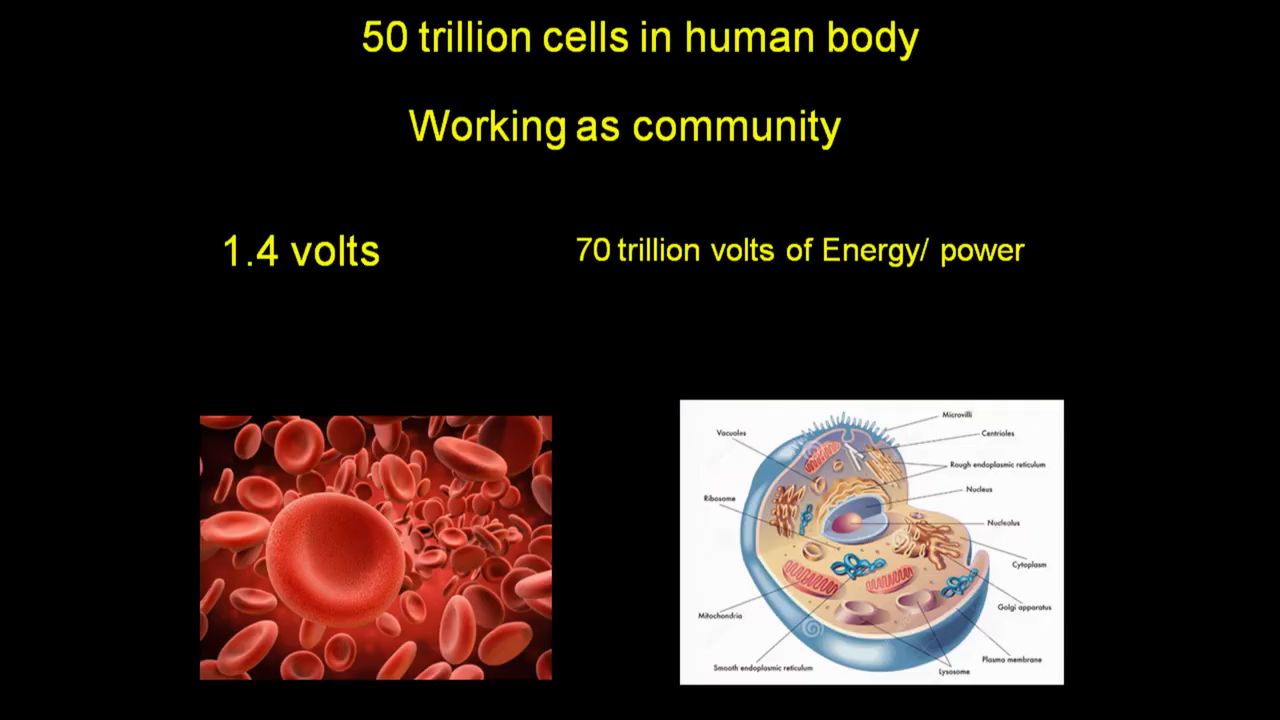 50 trillion cells in human body
Working as community
1.4 volts
70 trillion volts of Energy/ power
Microvilli
Vacuoles
Centrioles
Rough endoplasmic reticulum
Nucleus
Ribosome
Nucleolus
Cytoplasm
Golgi apparatus
Mitochondria
Plasma membrane
Smooth endoplasmic reticulum
Lysosome